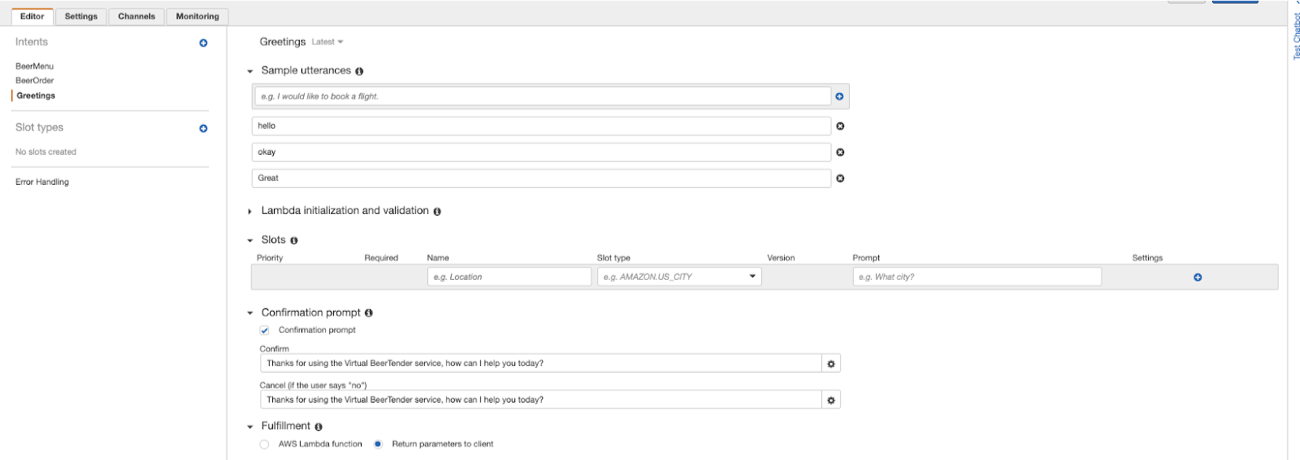 Editor Settings Channels Monitoring
Test Chatbot
Intents
BeerMenu
BeerOrder
Greetings
Slot types
No slots created
Error Handling
Greetings Latest
Sample utterances
e.g. I would like to book a flight.
hello
okay
Great
Lambda initialization and validation
Slots
Priority Required Name Slot type Version Prompt Settings
e.g. Location e.g. AMAZON.US_CITY e.g. What city?
Confirmation prompt
Confirmation prompt
Confirm
Thanks for using the Virtual BeerTender service, how can I help you today?
Cancel (if the user says "no")
Thanks for using the Virtual BeerTender service, how can I help you today?
Fulfillment
AWS Lambda function Return parameters to client